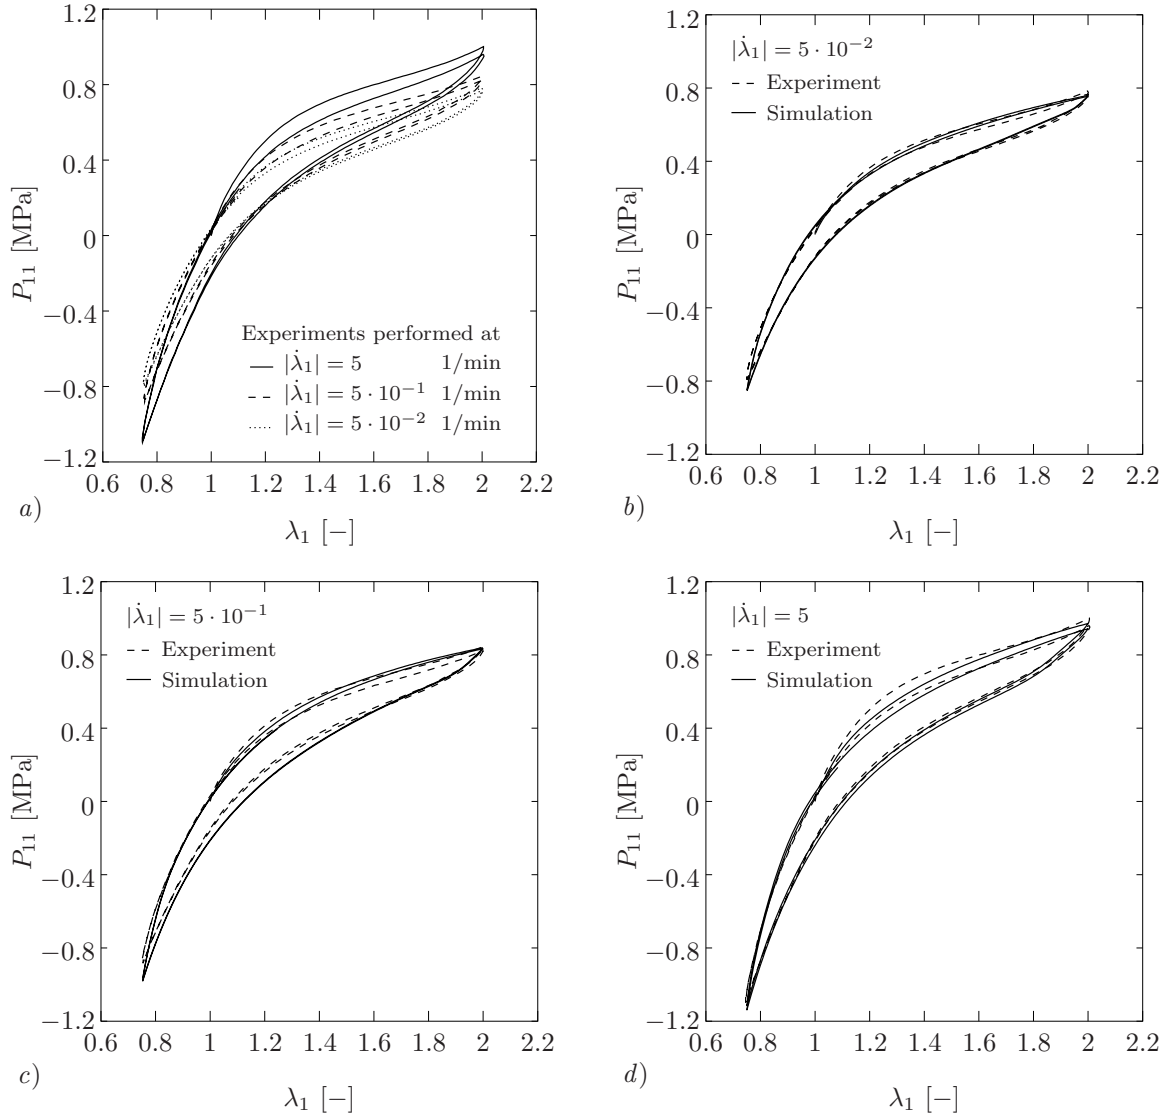 1.2
0.8
0.4
0
−0.4
−0.8
−1.2
P₁₁ [MPa]
Experiments performed at
|λ̇₁| = 5 1/min
|λ̇₁| = 5 · 10⁻¹ 1/min
|λ̇₁| = 5 · 10⁻² 1/min
0.6 0.8 1 1.2 1.4 1.6 1.8 2 2.2
a)
λ₁ [−]
1.2
0.8
0.4
0
−0.4
−0.8
−1.2
P₁₁ [MPa]
|λ̇₁| = 5 · 10⁻²
Experiment
Simulation
0.6 0.8 1 1.2 1.4 1.6 1.8 2 2.2
b)
λ₁ [−]
1.2
0.8
0.4
0
−0.4
−0.8
−1.2
P₁₁ [MPa]
|λ̇₁| = 5 · 10⁻¹
Experiment
Simulation
0.6 0.8 1 1.2 1.4 1.6 1.8 2 2.2
c)
λ₁ [−]
1.2
0.8
0.4
0
−0.4
−0.8
−1.2
P₁₁ [MPa]
|λ̇₁| = 5
Experiment
Simulation
0.6 0.8 1 1.2 1.4 1.6 1.8 2 2.2
d)
λ₁ [−]